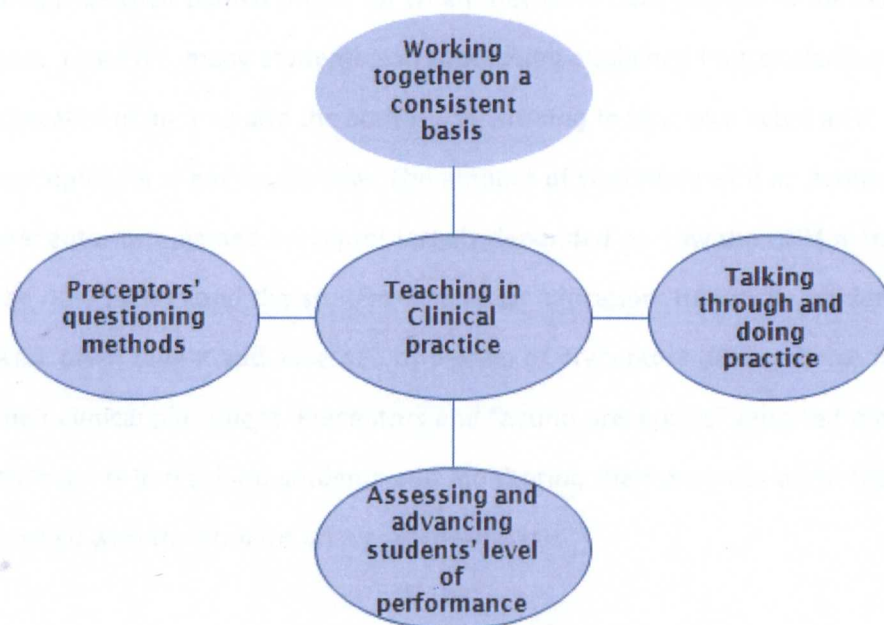 Working
together on a
consistent
basis
Preceptors'
questioning
methods
Teaching in
Clinical
practice
Talking
through and
doing
practice
Assessing and
advancing
students' level
of
performance